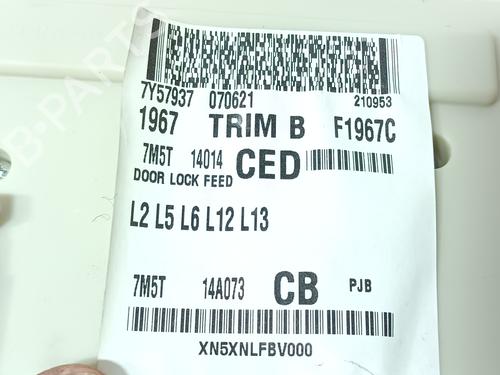 7Y57937 070621 210953
1967 TRIM B F1967C
7M5T 14014 CED
DOOR LOCK FEED
L2 L5 L6 L12 L13
7M5T 14A073 CB PJB
XN5XNLFBV000
B-PARTS